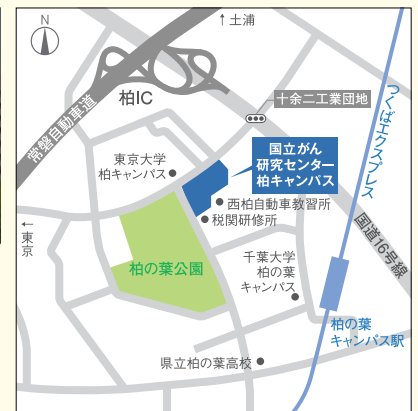 N
↑土浦
柏IC
十余二工業団地
常磐自動車道
つくばエクスプレス
国立がん
研究センター
柏キャンパス
東京大学
柏キャンパス
西柏自動車教習所
税関研修所
国道16号線
←
東京
柏の葉公園
千葉大学
柏の葉
キャンパス
柏の葉
キャンパス駅
県立柏の葉高校